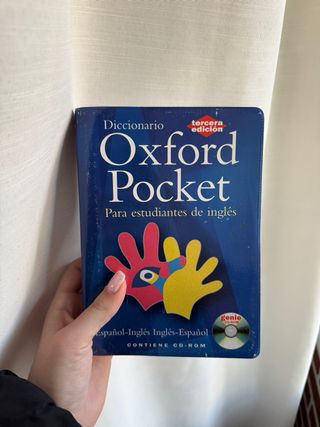 Diccionario
tercera
edición
Oxford
Pocket
Para estudiantes de inglés
genie
Español-Inglés Inglés-Español
CONTIENE CD-ROM